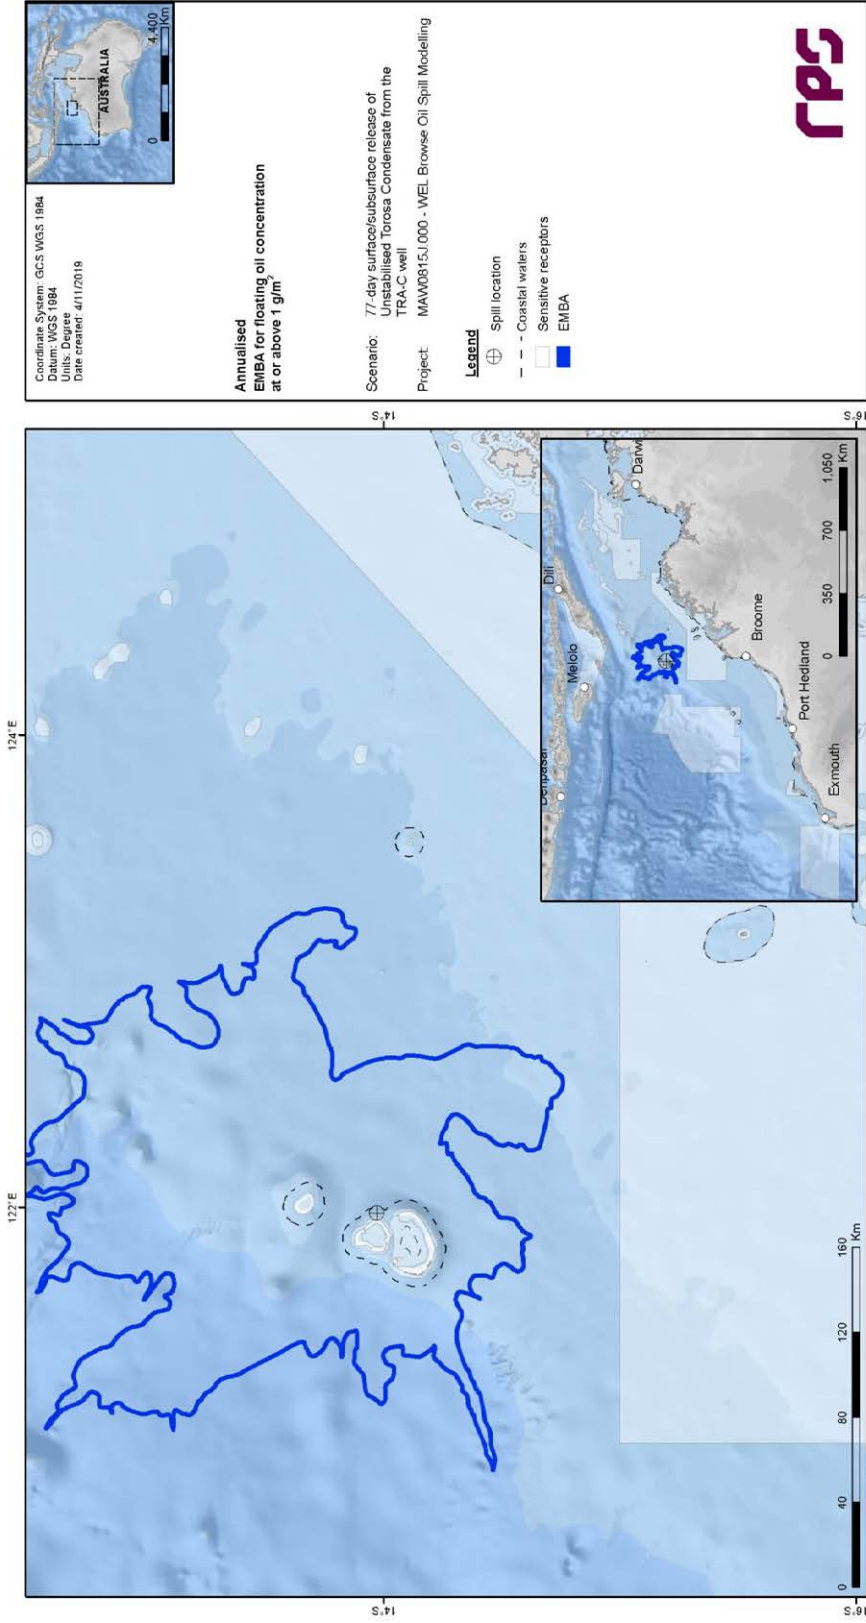 Coordinate System: GCS WGS 1984
Datum: WGS 1984
Units: Degree
Date created: 4/11/2019
AUSTRALIA
0 4,400
Km
Annualised
EMBA for floating oil concentration
at or above 1 g/m²
Scenario: 77-day surface/subsurface release of
Unstabilised Torosa Condensate from the
TRA-C well
Project: MAW0815J.000 - WEL Browse Oil Spill Modelling
Legend
Spill location
Coastal waters
Sensitive receptors
EMBA
rps
122°E 124°E
14°S 14°S
16°S 16°S
0 40 80 120 160
Km
Denpasar
Melolo
Dili
Darwi
Broome
Port Hedland
Exmouth
0 350 700 1,050
Km